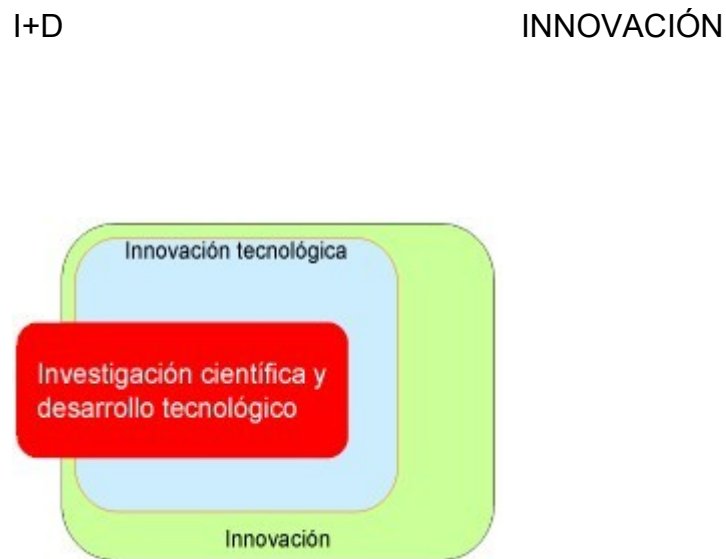 I+D INNOVACIÓN
Innovación tecnológica
Investigación científica y
desarrollo tecnológico
Innovación